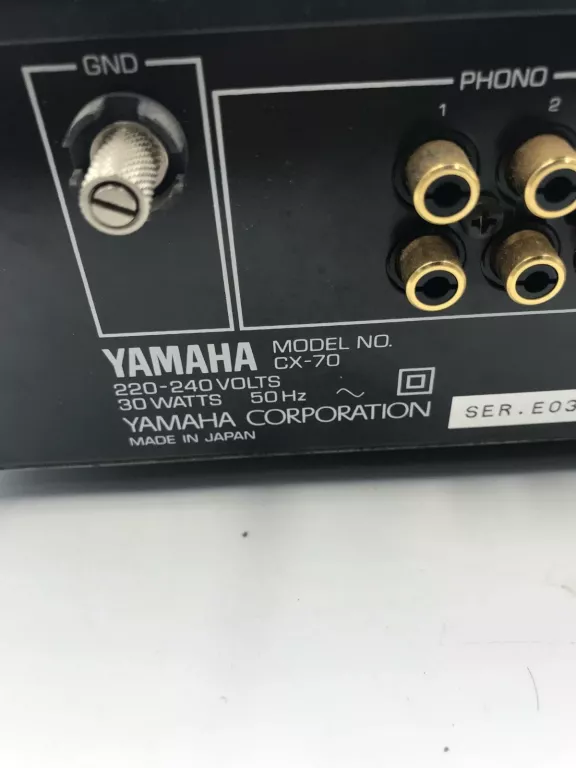 GND
PHONO
1 2
YAMAHA MODEL NO. CX-70
220-240 VOLTS
30 WATTS 50 Hz
YAMAHA CORPORATION
MADE IN JAPAN
SER. E03